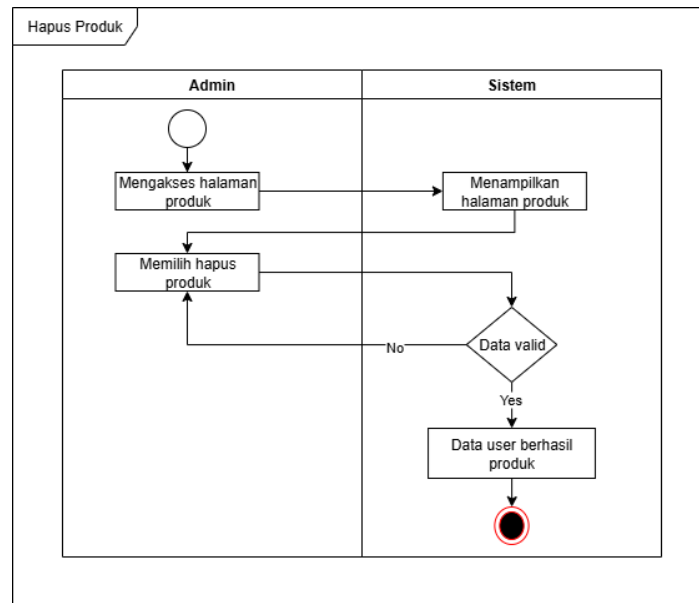 Hapus Produk
Admin
Sistem
Mengakses halaman
produk
Menampilkan
halaman produk
Memilih hapus
produk
Data valid
No
Yes
Data user berhasil
produk